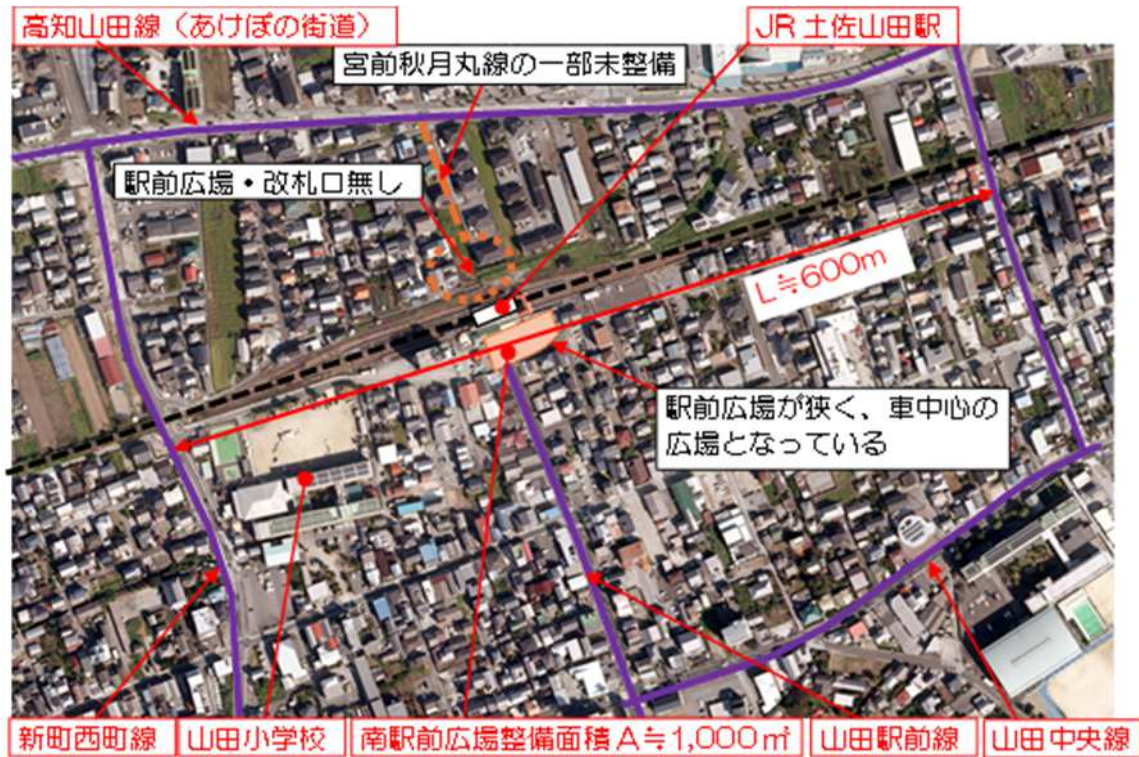 高知山田線（あけぼの街道）
JR 土佐山田駅
宮前秋月丸線の一部未整備
駅前広場・改札口無し
L≒600m
駅前広場が狭く、車中心の
広場となっている
新町西町線
山田小学校
南駅前広場整備面積 A≒1,000 ㎡
山田駅前線
山田中央線